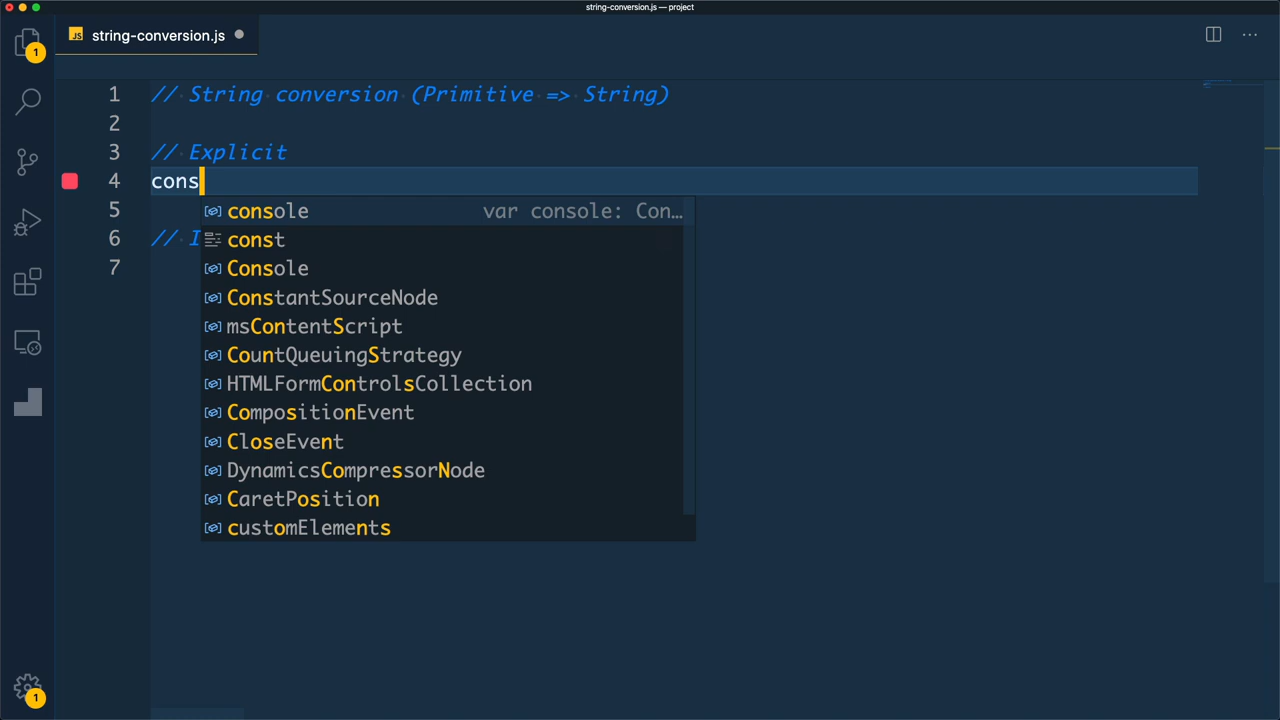 string-conversion.js — project
JS string-conversion.js
1
1 // String conversion (Primitive => String)
2
3 // Explicit
4 cons
5 console var console: Con…
6 // I const
7 Console
ConstantSourceNode
msContentScript
CountQueuingStrategy
HTMLFormControlsCollection
CompositionEvent
CloseEvent
DynamicsCompressorNode
CaretPosition
customElements
1